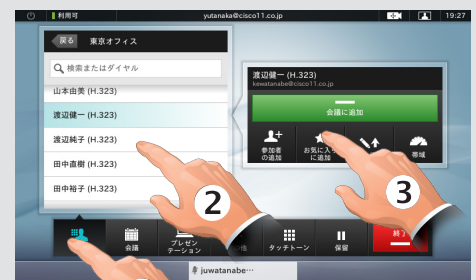 利用可
yutanaka@cisco11.co.jp
19:27
戻る 東京オフィス
検索またはダイヤル
山本由美 (H.323)
渡辺健一 (H.323)
渡辺純子 (H.323)
田中直樹 (H.323)
田中裕子 (H.323)
渡辺健一 (H.323)
kewatanabe@cisco11.co.jp
会議に追加
参加者
の追加
お気に入り
に追加
帯域
2
3
会議
プレゼン
テーション
他
タッチトーン
保留
終了
juwatanabe…